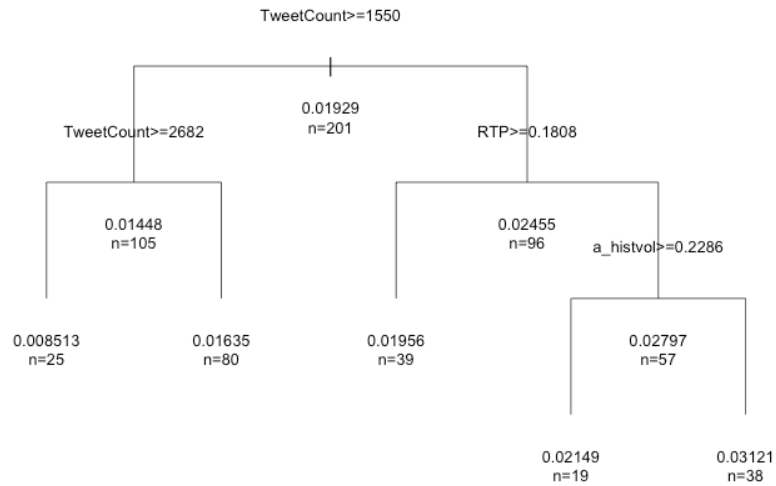 TweetCount>=1550
0.01929
n=201
TweetCount>=2682
RTP>=0.1808
0.01448
n=105
0.02455
n=96
a_histvol>=0.2286
0.008513
n=25
0.01635
n=80
0.01956
n=39
0.02797
n=57
0.02149
n=19
0.03121
n=38